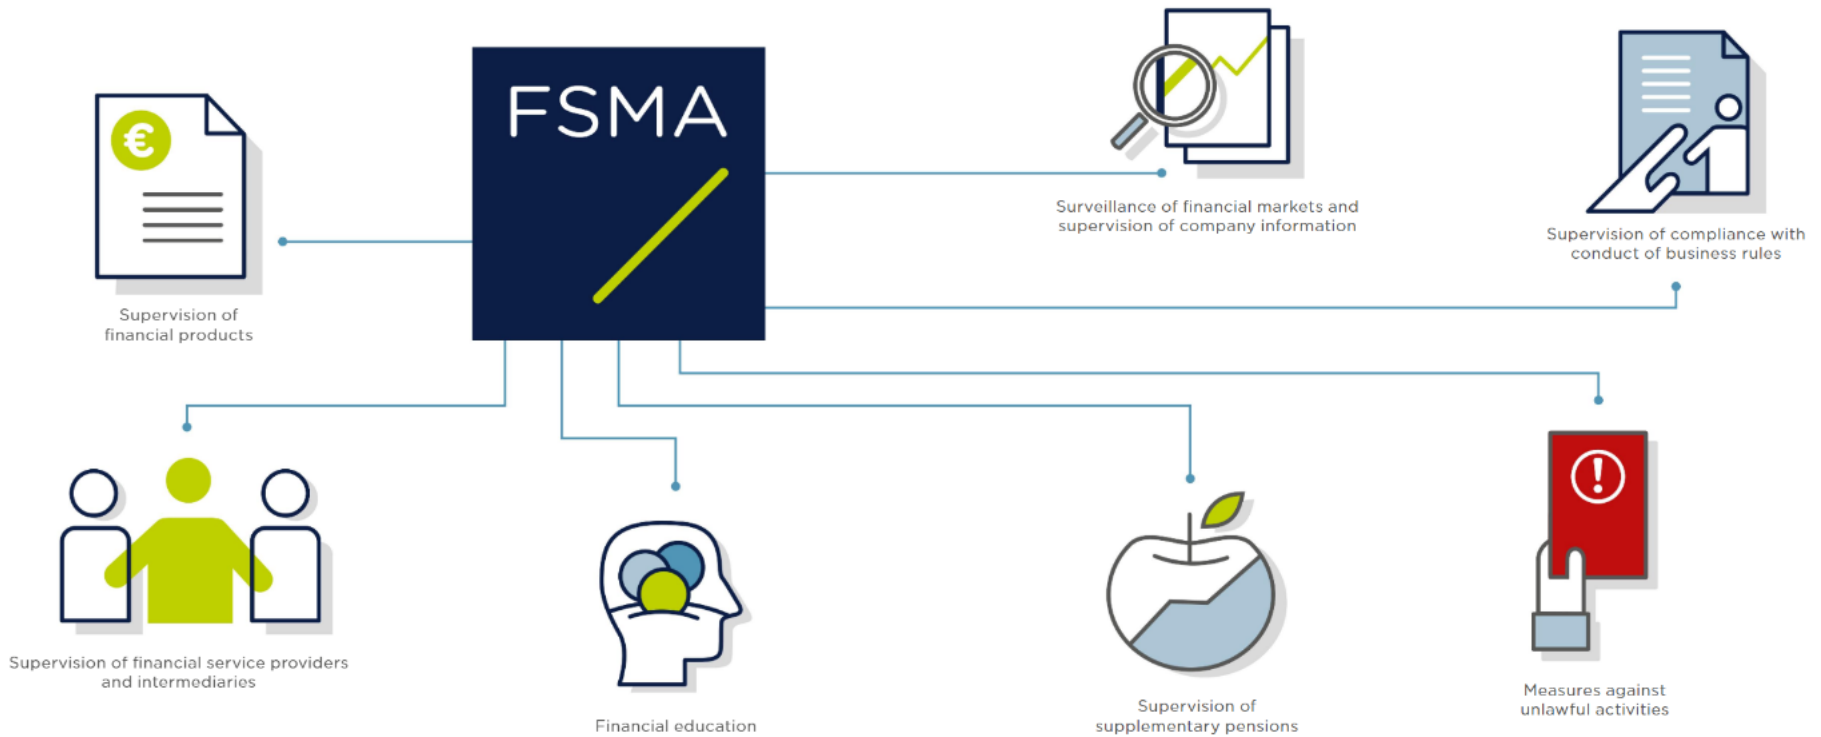 FSMA
€
Supervision of
financial products
Surveillance of financial markets and
supervision of company information
Supervision of compliance with
conduct of business rules
Supervision of financial service providers
and intermediaries
Financial education
Supervision of
supplementary pensions
!
Measures against
unlawful activities